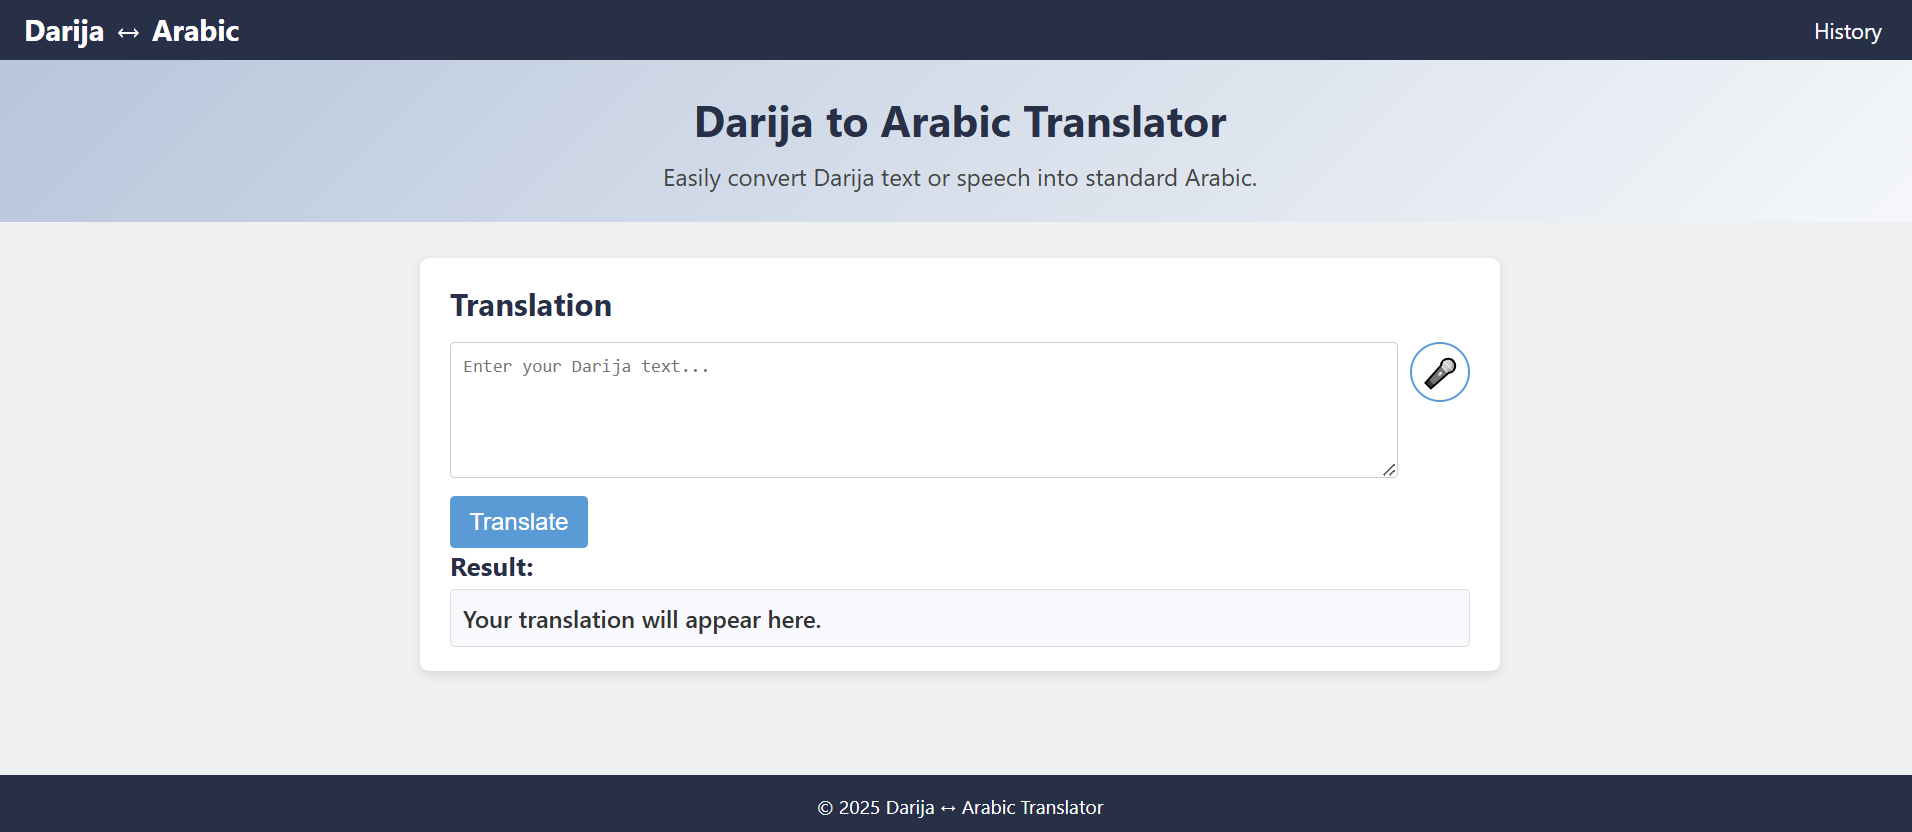 Darija ↔ Arabic
History
Darija to Arabic Translator
Easily convert Darija text or speech into standard Arabic.
Translation
Enter your Darija text...
Translate
Result:
Your translation will appear here.
© 2025 Darija ↔ Arabic Translator